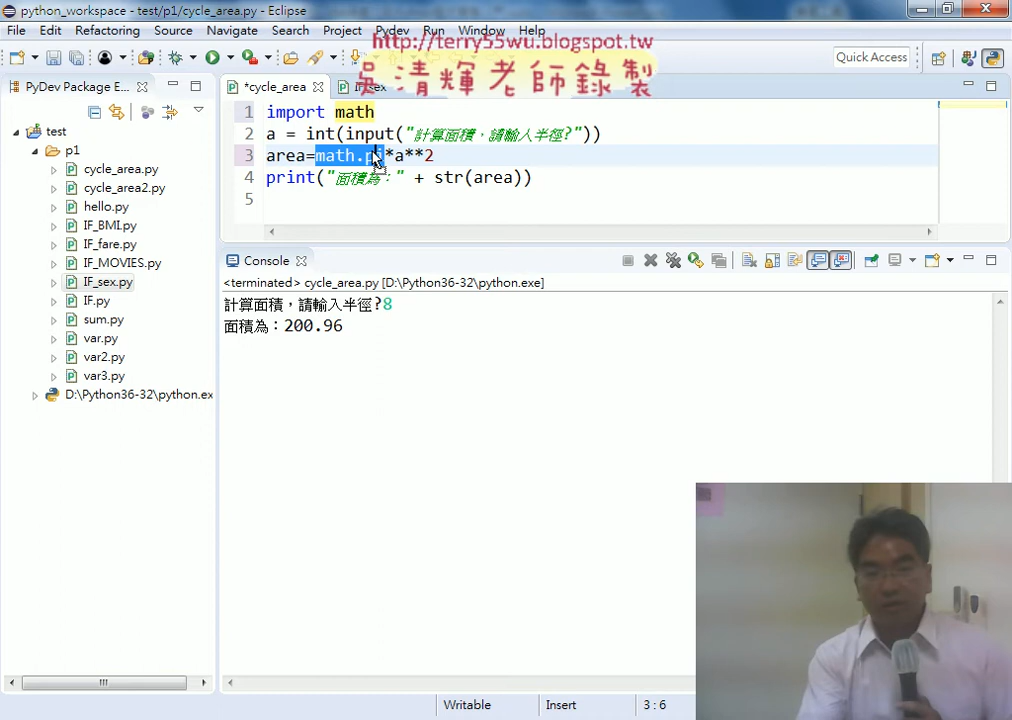 python_workspace - test/p1/cycle_area.py - Eclipse
File Edit Refactoring Source Navigate Search Project Pydev Run Window Help
http://terry55wu.blogspot.tw
吳清輝老師錄製
Quick Access
PyDev Package E...
*cycle_area
IF_sex
test
p1
cycle_area.py
cycle_area2.py
hello.py
IF_BMI.py
IF_fare.py
IF_MOVIES.py
IF_sex.py
IF.py
sum.py
var.py
var2.py
var3.py
D:\Python36-32\python.exe
1 import math
2 a = int(input("計算面積，請輸入半徑?"))
3 area=math.pi*a**2
4 print("面積為：" + str(area))
5
Console
<terminated> cycle_area.py [D:\Python36-32\python.exe]
計算面積，請輸入半徑?8
面積為：200.96
Writable Insert 3 : 6